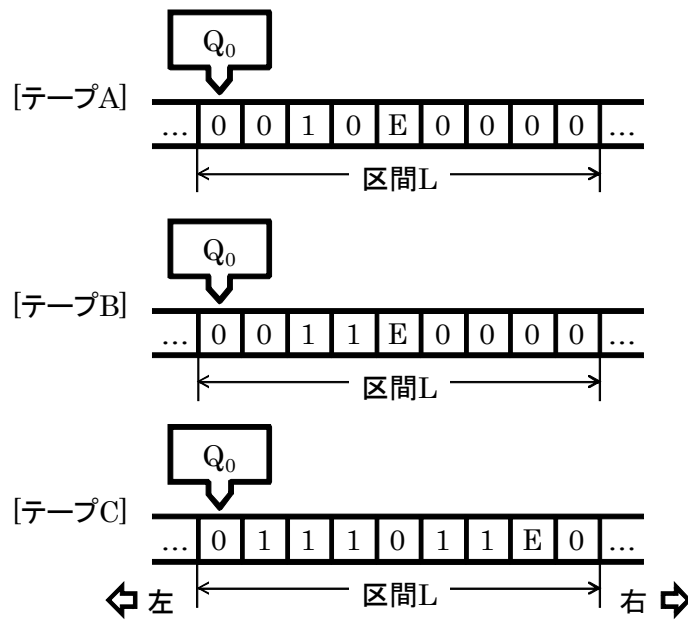 Q₀
[テープA]
... 0 0 1 0 E 0 0 0 0 ...
区間L
Q₀
[テープB]
... 0 0 1 1 E 0 0 0 0 ...
区間L
Q₀
[テープC]
... 0 1 1 1 0 1 1 E 0 ...
左 区間L 右